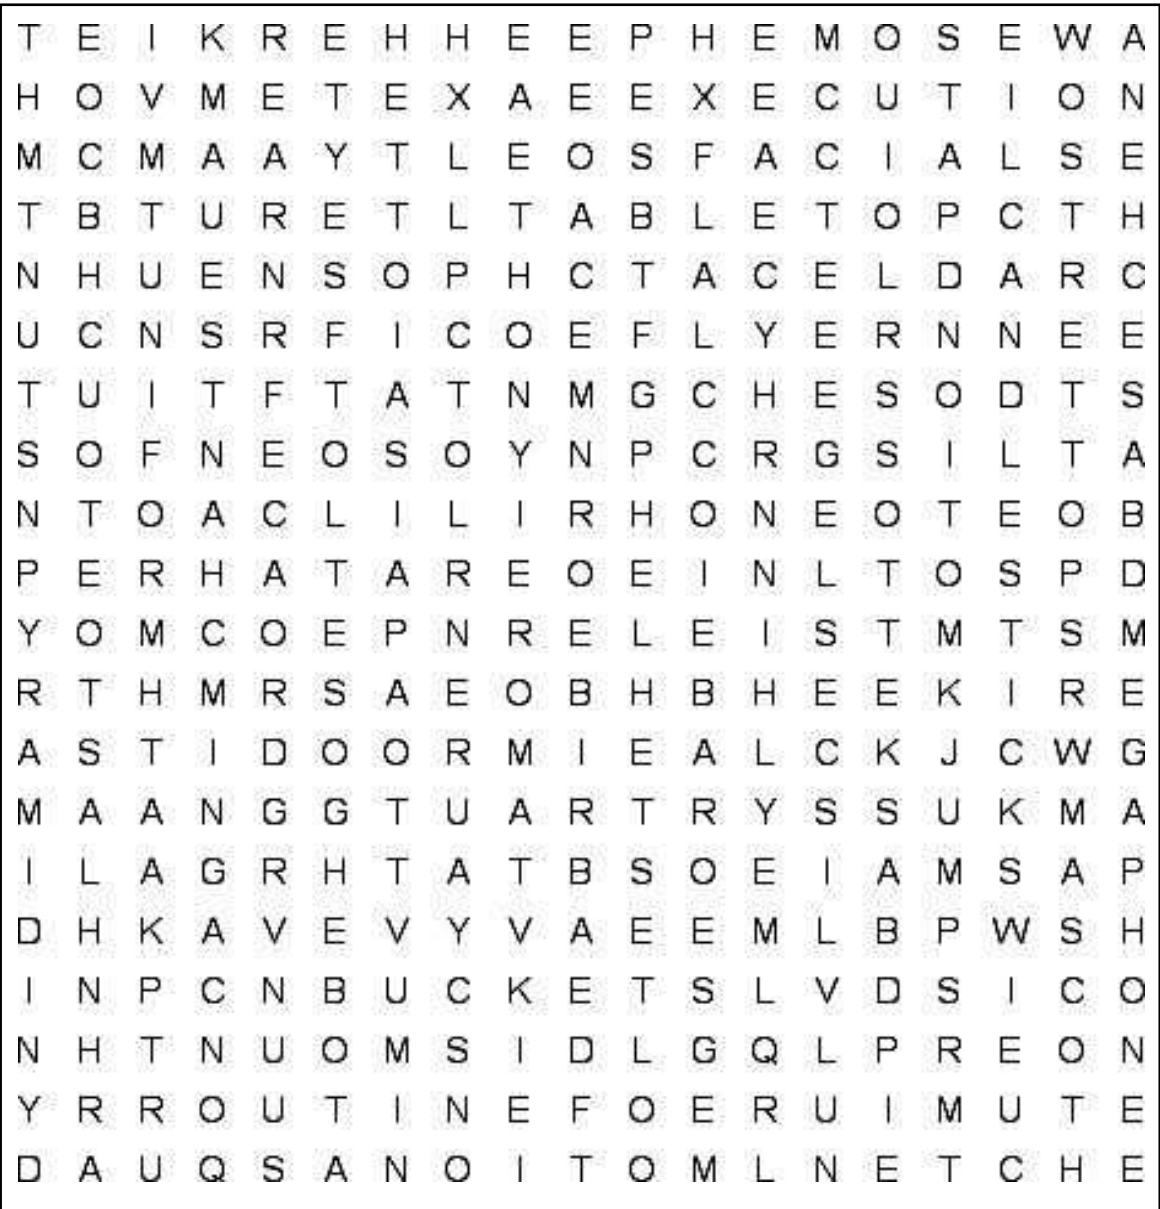 T E I K R E H H E E P H E M O S E W A
H O V M E T E X A E E X E C U T I O N
M C M A A Y T L E O S F A C I A L S E
T B T U R E T L T A B L E T O P C T H
N H U E N S O P H C T A C E L D A R C
U C N S R F I C O E F L Y E R N N E E
T U I T F T A T N M G C H E S O D T S
S O F N E O S O Y N P C R G S I L T A
N T O A C L I L I R H O N E O T E O B
P E R H A T A R E O E I N L T O S P D
Y O M C O E P N R E L E I S T M T S M
R T H M R S A E O B H B H E E K I R E
A S T I D O O R M I E A L C K J C W G
M A A N G G T U A R T R Y S S U K M A
I L A G R H T A T B S O E I A M S A P
D H K A V E V Y V A E E M L B P W S H
I N P C N B U C K E T S L V D S I C O
N H T N U O M S I D L G Q L P R E O N
Y R R O U T I N E F O E R U I M U T E
D A U Q S A N O I T O M L N E T C H E